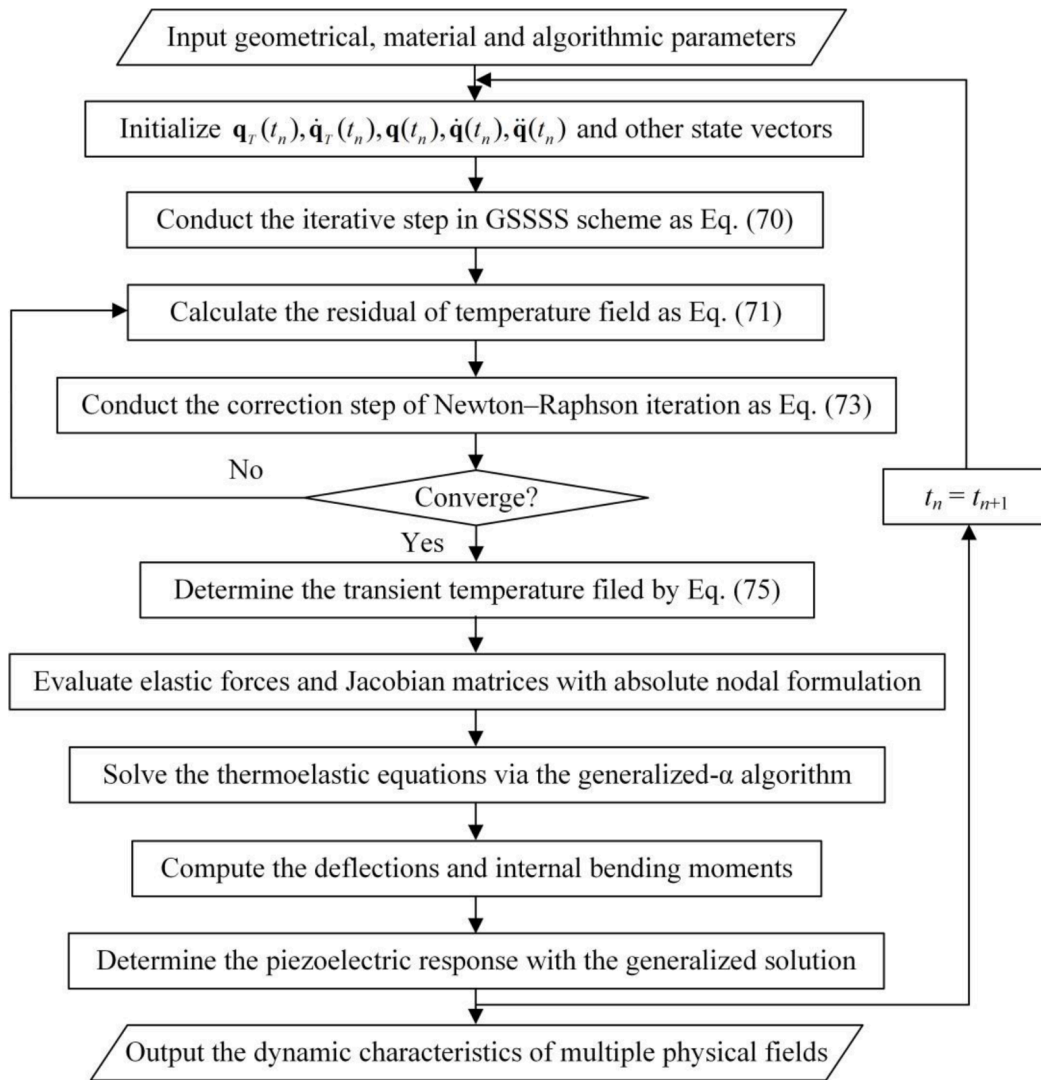 Input geometrical, material and algorithmic parameters
Initialize q_T(t_n), q̇_T(t_n), q(t_n), q̇(t_n), q̈(t_n) and other state vectors
Conduct the iterative step in GSSSS scheme as Eq. (70)
Calculate the residual of temperature field as Eq. (71)
Conduct the correction step of Newton–Raphson iteration as Eq. (73)
No
Converge?
t_n = t_{n+1}
Yes
Determine the transient temperature filed by Eq. (75)
Evaluate elastic forces and Jacobian matrices with absolute nodal formulation
Solve the thermoelastic equations via the generalized-α algorithm
Compute the deflections and internal bending moments
Determine the piezoelectric response with the generalized solution
Output the dynamic characteristics of multiple physical fields